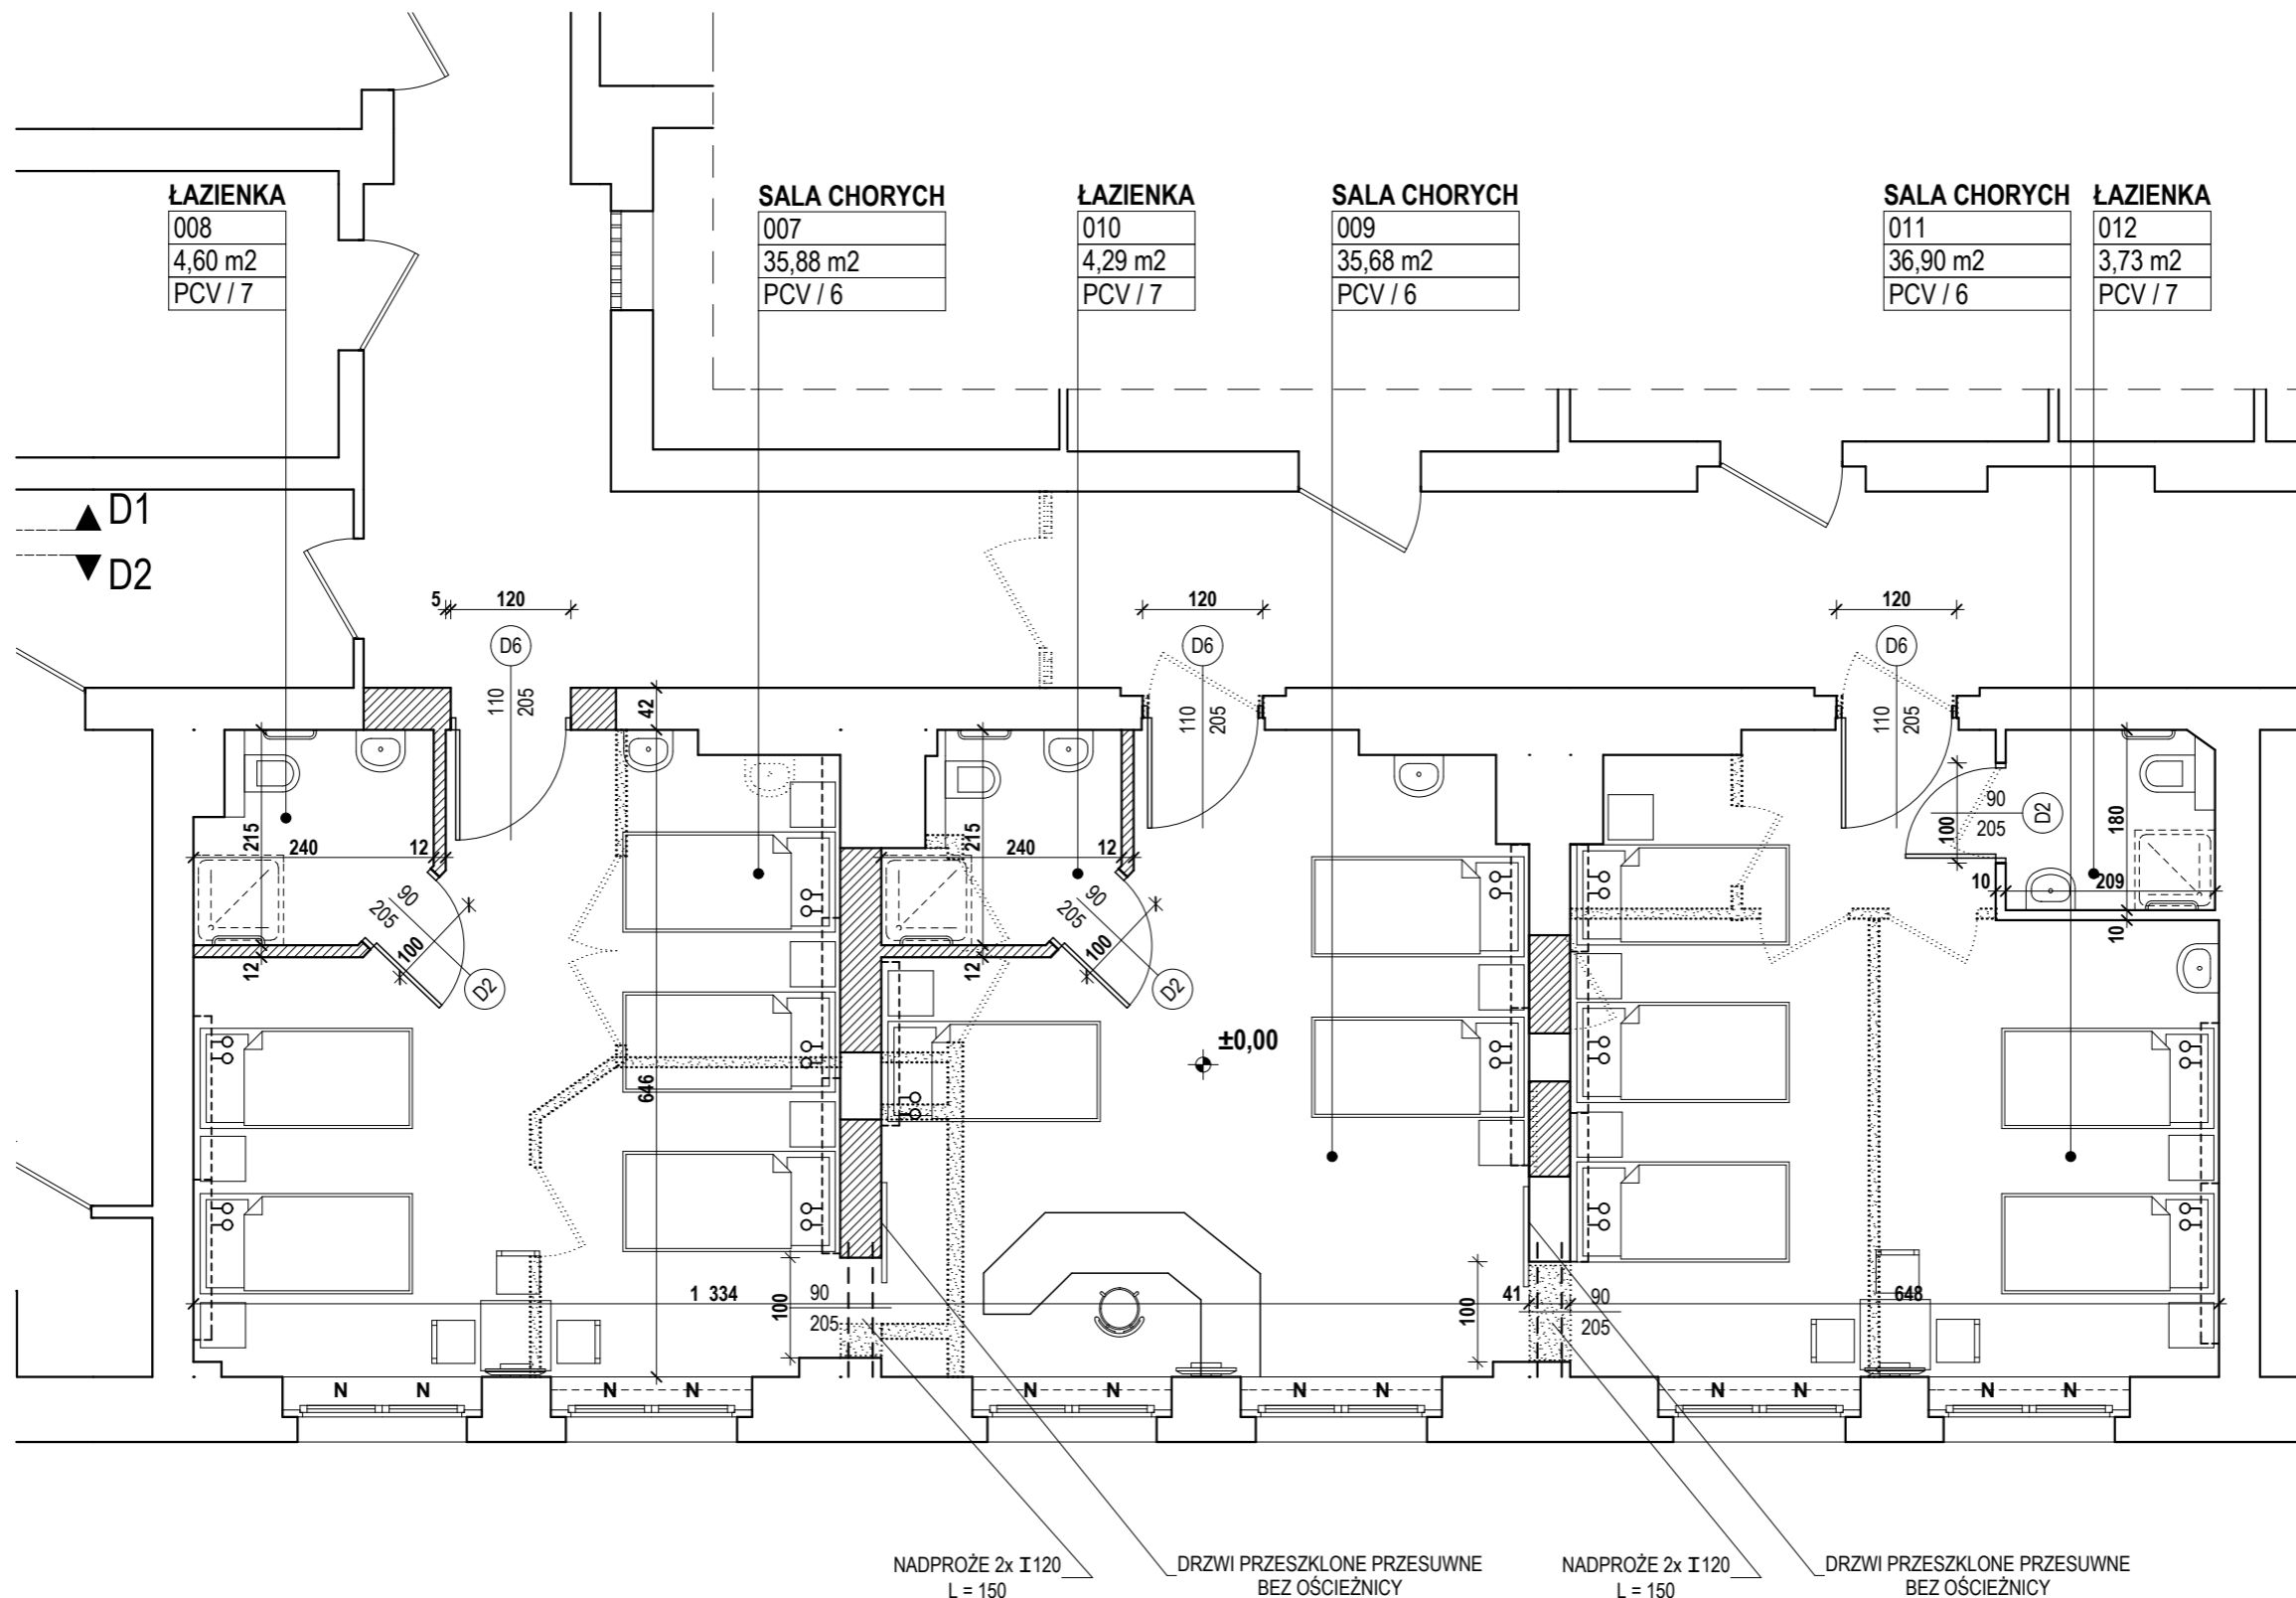 ŁAZIENKA
008
4,60 m2
PCV / 7
SALA CHORYCH
007
35,88 m2
PCV / 6
ŁAZIENKA
010
4,29 m2
PCV / 7
SALA CHORYCH
009
35,68 m2
PCV / 6
SALA CHORYCH
011
36,90 m2
PCV / 6
ŁAZIENKA
012
3,73 m2
PCV / 7
D1
D2
5
120
D6
110
205
120
D6
110
205
120
D6
110
205
42
215
240
12
90
205
100
D2
12
215
240
12
90
205
100
D2
12
90
205
100
D2
180
10
209
10
646
±0,00
1 334
100
90
205
41
100
90
205
648
N N N N N N N N N N N N
NADPROŻE 2x I120
L = 150
DRZWI PRZESZKLONE PRZESUWNE
BEZ OŚCIEŻNICY
NADPROŻE 2x I120
L = 150
DRZWI PRZESZKLONE PRZESUWNE
BEZ OŚCIEŻNICY